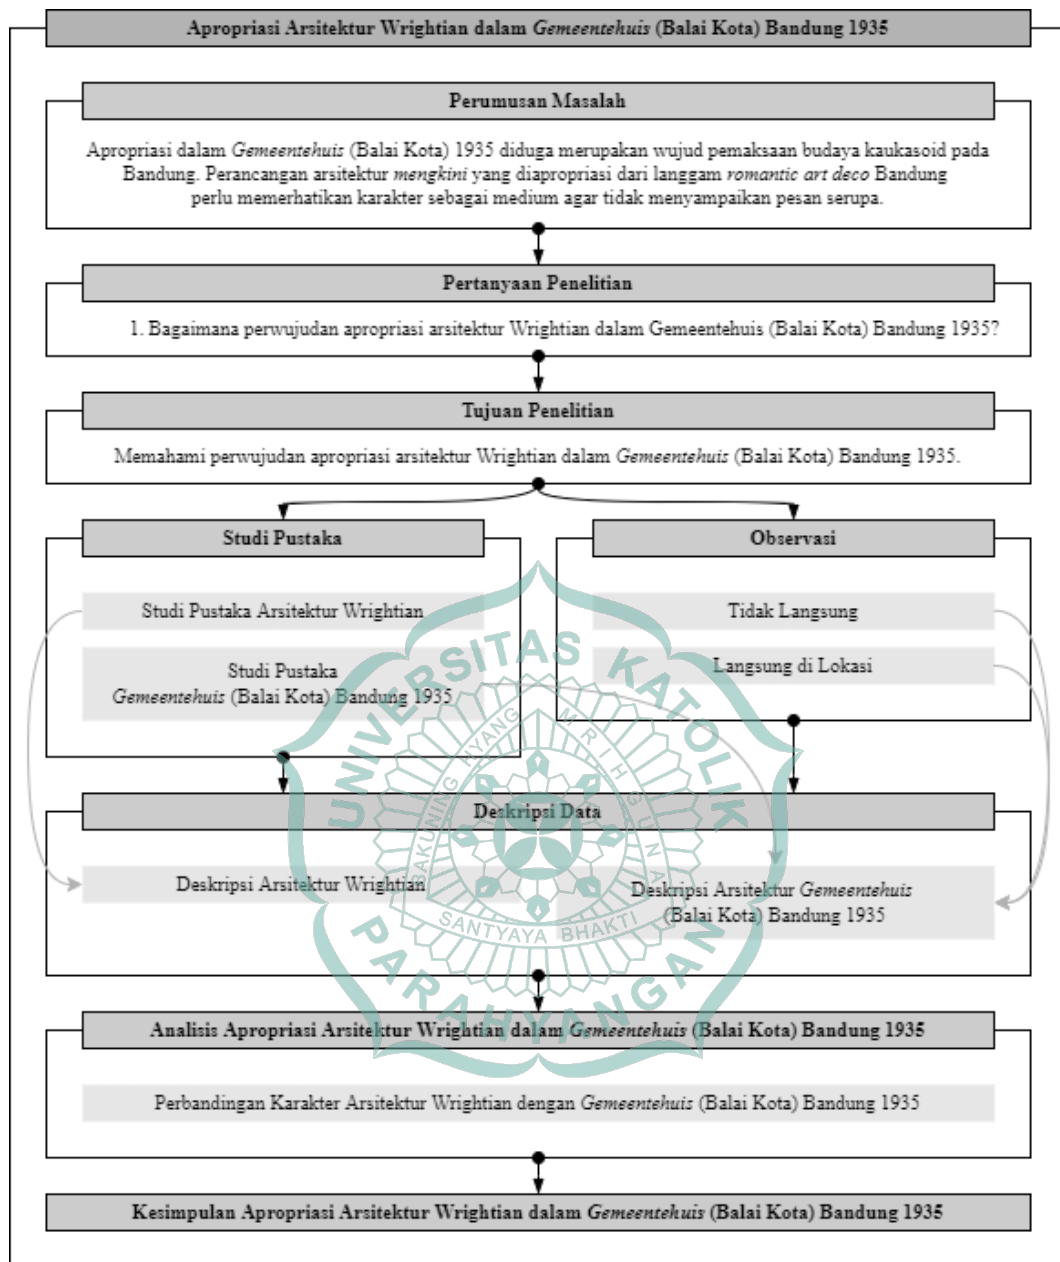 Apropriasi Arsitektur Wrightian dalam Gemeentehuis (Balai Kota) Bandung 1935
Perumusan Masalah
Apropriasi dalam Gemeentehuis (Balai Kota) 1935 diduga merupakan wujud pemaksaan budaya kaukasoid pada
Bandung. Perancangan arsitektur mengkini yang diapropriasi dari langgam romantic art deco Bandung
perlu memerhatikan karakter sebagai medium agar tidak menyampaikan pesan serupa.
Pertanyaan Penelitian
1. Bagaimana perwujudan apropriasi arsitektur Wrightian dalam Gemeentehuis (Balai Kota) Bandung 1935?
Tujuan Penelitian
Memahami perwujudan apropriasi arsitektur Wrightian dalam Gemeentehuis (Balai Kota) Bandung 1935.
Studi Pustaka
Studi Pustaka Arsitektur Wrightian
Studi Pustaka
Gemeentehuis (Balai Kota) Bandung 1935
Observasi
Tidak Langsung
Langsung di Lokasi
Deskripsi Data
Deskripsi Arsitektur Wrightian
Deskripsi Arsitektur Gemeentehuis
(Balai Kota) Bandung 1935
Analisis Apropriasi Arsitektur Wrightian dalam Gemeentehuis (Balai Kota) Bandung 1935
Perbandingan Karakter Arsitektur Wrightian dengan Gemeentehuis (Balai Kota) Bandung 1935
Kesimpulan Apropriasi Arsitektur Wrightian dalam Gemeentehuis (Balai Kota) Bandung 1935
UNIVERSITAS KATOLIK
PARAHYANGAN
BAKUNING HYANG MRIH GUNA
SANTYAYA BHAKTI